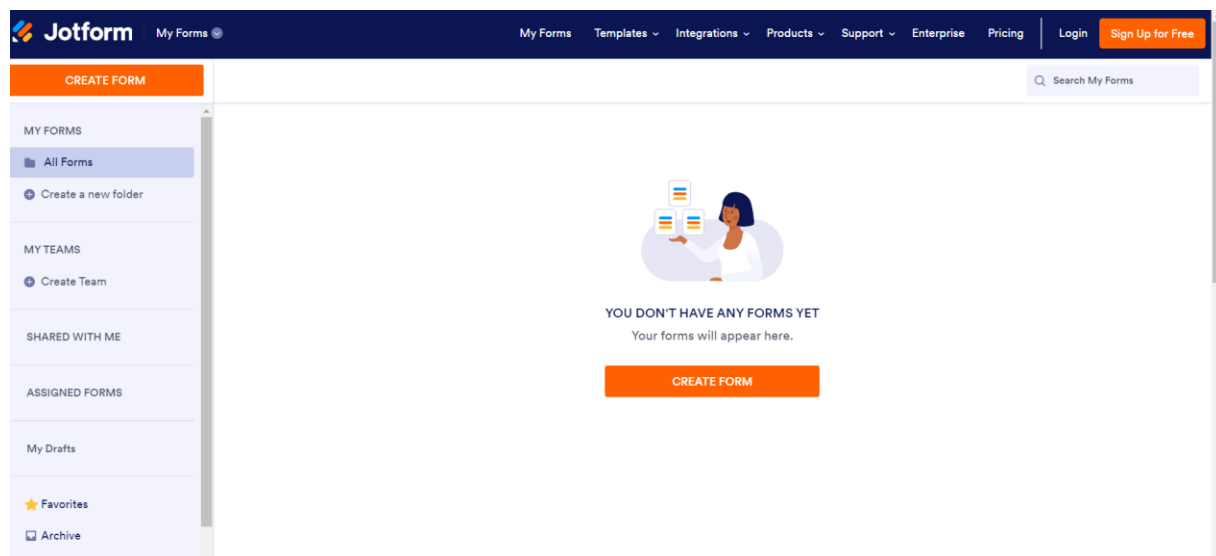 Jotform My Forms My Forms Templates Integrations Products Support Enterprise Pricing Login Sign Up for Free
CREATE FORM Search My Forms
MY FORMS
All Forms
Create a new folder
MY TEAMS
Create Team
SHARED WITH ME
ASSIGNED FORMS
My Drafts
Favorites
Archive
YOU DON'T HAVE ANY FORMS YET
Your forms will appear here.
CREATE FORM